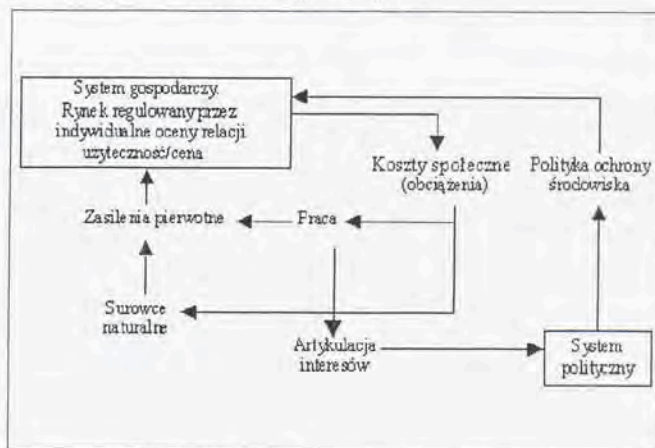 System gospodarczy.
Rynek regulowany przez
indywidualne oceny relacji
użyteczność/cena
Koszty społeczne
(obciążenia)
Polityka ochrony
środowiska
Zasilenia pierwotne
Praca
Surowce
naturalne
Artykulacja
interesów
System
polityczny